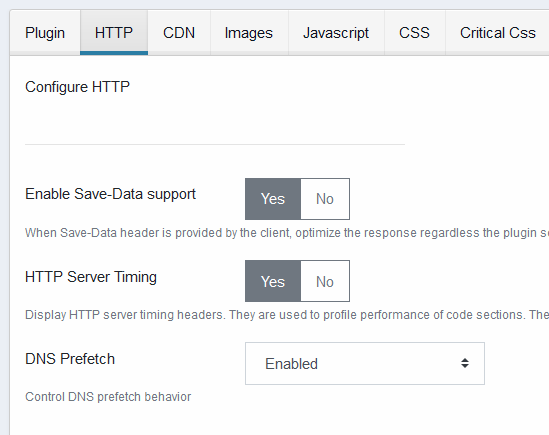 Plugin HTTP CDN Images Javascript CSS Critical Css
Configure HTTP
Enable Save-Data support Yes No
When Save-Data header is provided by the client, optimize the response regardless the plugin
HTTP Server Timing Yes No
Display HTTP server timing headers. They are used to profile performance of code sections. The
DNS Prefetch Enabled
Control DNS prefetch behavior